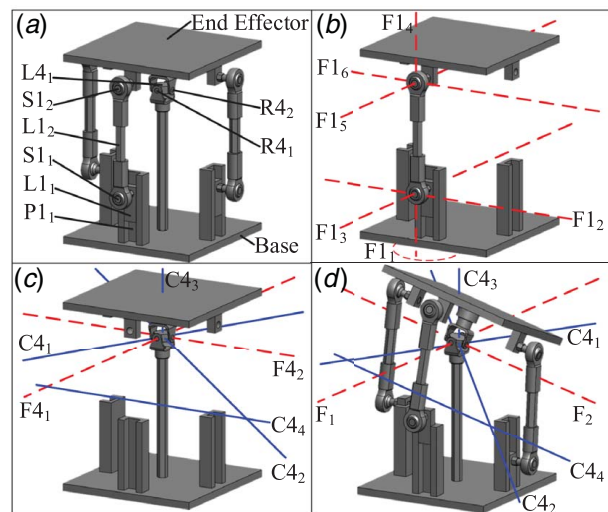 (a)
End Effector
L4₁
S1₂
L1₂
S1₁
L1₁
P1₁
R4₂
R4₁
Base
(b)
F1₄
F1₆
F1₅
F1₃
F1₁
F1₂
(c)
C4₃
C4₁
F4₁
F4₂
C4₄
C4₂
(d)
C4₃
C4₁
F₁
F₂
C4₄
C4₂